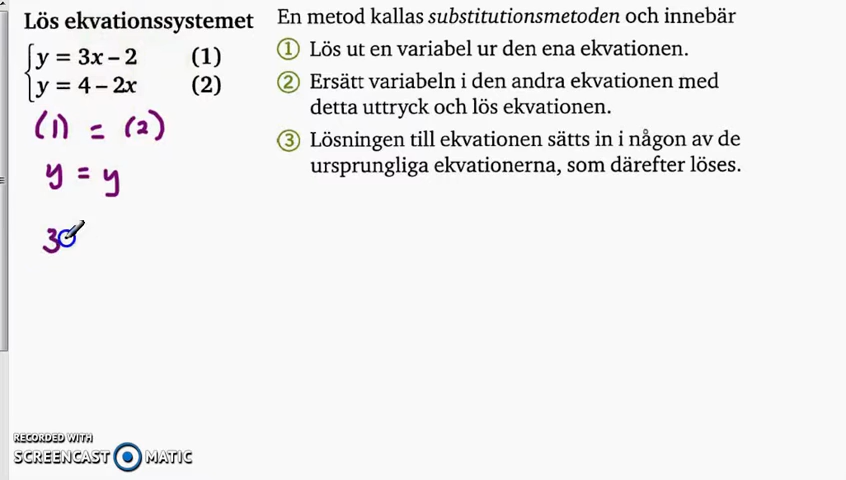 Lös ekvationssystemet
y = 3x – 2 (1)
y = 4 – 2x (2)
(1) = (2)
y = y
3
En metod kallas substitutionsmetoden och innebär
1 Lös ut en variabel ur den ena ekvationen.
2 Ersätt variabeln i den andra ekvationen med
detta uttryck och lös ekvationen.
3 Lösningen till ekvationen sätts in i någon av de
ursprungliga ekvationerna, som därefter löses.
RECORDED WITH
SCREENCAST MATIC